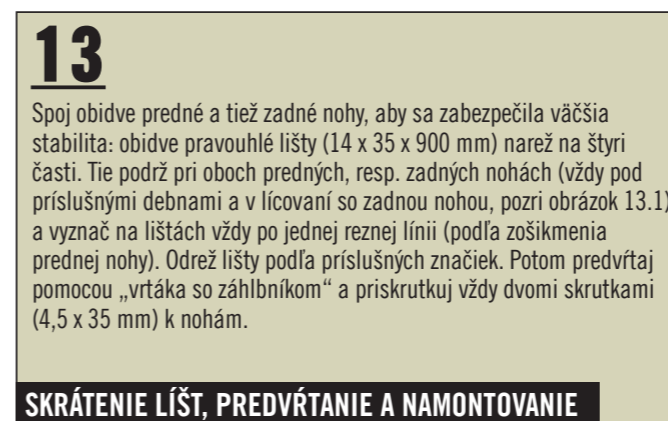 13
Spoj obidve predné a tiež zadné nohy, aby sa zabezpečila väčšia
stabilita: obidve pravouhlé lišty (14 x 35 x 900 mm) narež na štyri
časti. Tie podrž pri oboch predných, resp. zadných nohách (vždy pod
príslušnými debnami a v lícovaní so zadnou nohou, pozri obrázok 13.1)
a vyznač na lištách vždy po jednej reznej línii (podľa zošikmenia
prednej nohy). Odrež lišty podľa príslušných značiek. Potom predvŕtaj
pomocou „vrtáka so záhlbníkom“ a priskrutkuj vždy dvomi skrutkami
(4,5 x 35 mm) k nohám.
SKRÁTENIE LÍŠT, PREDVŔTANIE A NAMONTOVANIE